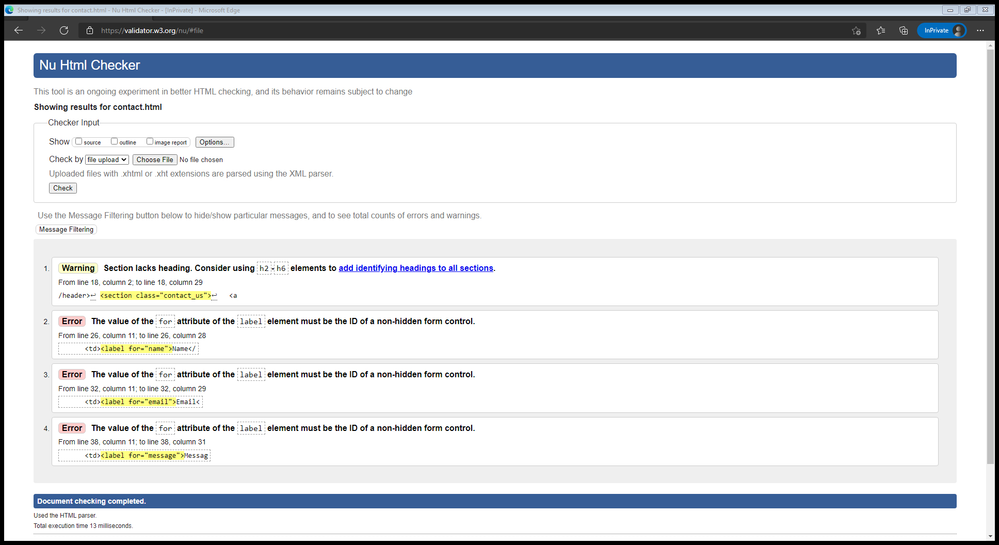 Showing results for contact.html - Nu Html Checker - [InPrivate] - Microsoft Edge
https://validator.w3.org/nu/#file
InPrivate
Nu Html Checker
This tool is an ongoing experiment in better HTML checking, and its behavior remains subject to change
Showing results for contact.html
Checker Input
Show source outline image report Options...
Check by file upload Choose File No file chosen
Uploaded files with .xhtml or .xht extensions are parsed using the XML parser.
Check
Use the Message Filtering button below to hide/show particular messages, and to see total counts of errors and warnings.
Message Filtering
1. Warning Section lacks heading. Consider using h2-h6 elements to add identifying headings to all sections.
From line 18, column 2; to line 18, column 29
/header>↩ <section class="contact_us">↩ <a
2. Error The value of the for attribute of the label element must be the ID of a non-hidden form control.
From line 26, column 11; to line 26, column 28
<td><label for="name">Name</
3. Error The value of the for attribute of the label element must be the ID of a non-hidden form control.
From line 32, column 11; to line 32, column 29
<td><label for="email">Email<
4. Error The value of the for attribute of the label element must be the ID of a non-hidden form control.
From line 38, column 11; to line 38, column 31
<td><label for="message">Messag
Document checking completed.
Used the HTML parser.
Total execution time 13 milliseconds.